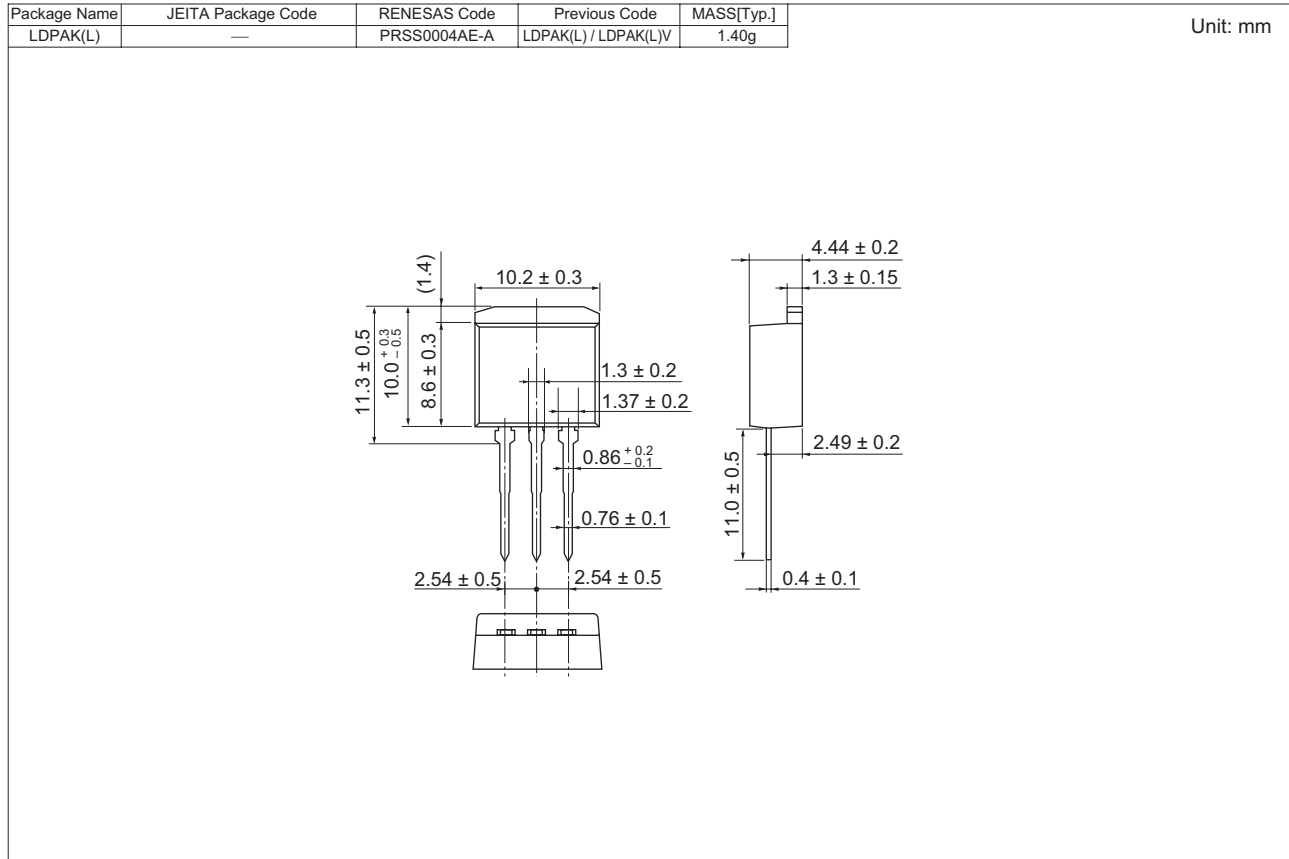 Package Name JEITA Package Code RENESAS Code Previous Code MASS[Typ.]
LDPAK(L) — PRSS0004AE-A LDPAK(L) / LDPAK(L)V 1.40g
Unit: mm
4.44 ± 0.2
(1.4)
10.2 ± 0.3
1.3 ± 0.15
11.3 ± 0.5
10.0 + 0.3 – 0.5
8.6 ± 0.3
1.3 ± 0.2
1.37 ± 0.2
2.49 ± 0.2
0.86 + 0.2 – 0.1
11.0 ± 0.5
0.76 ± 0.1
2.54 ± 0.5 2.54 ± 0.5
0.4 ± 0.1